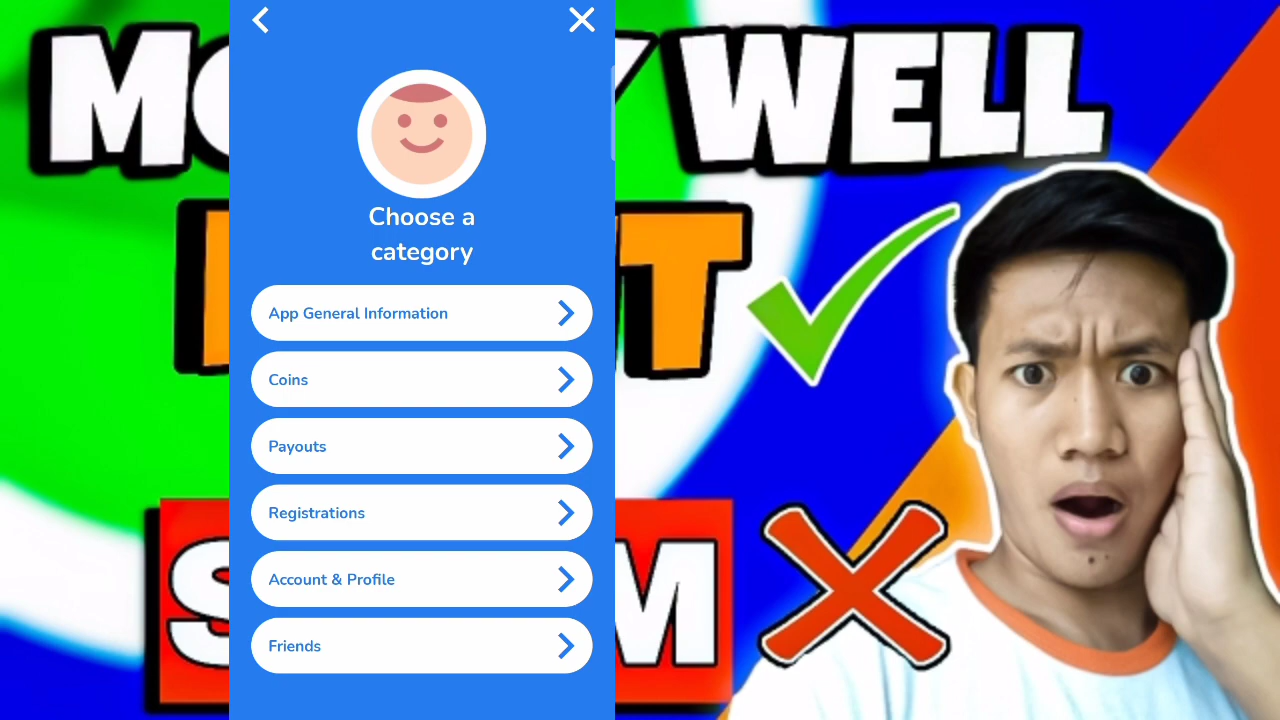 WELL
Choose a
category
App General Information
Coins
Payouts
Registrations
Account & Profile
Friends